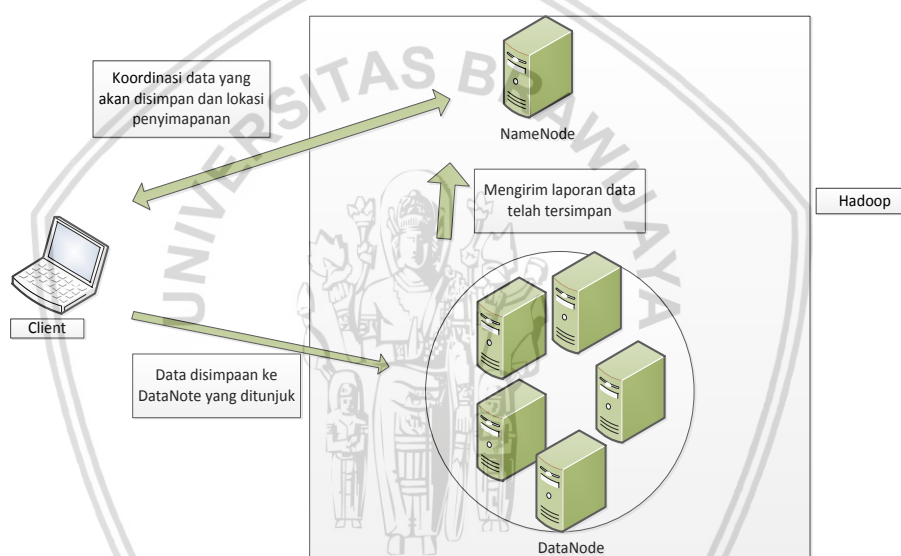 UNIVERSITAS BRAWIJAYA
Koordinasi data yang
akan disimpan dan lokasi
penyimapanan
NameNode
Mengirim laporan data
telah tersimpan
Hadoop
Client
Data disimpaan ke
DataNote yang ditunjuk
DataNode